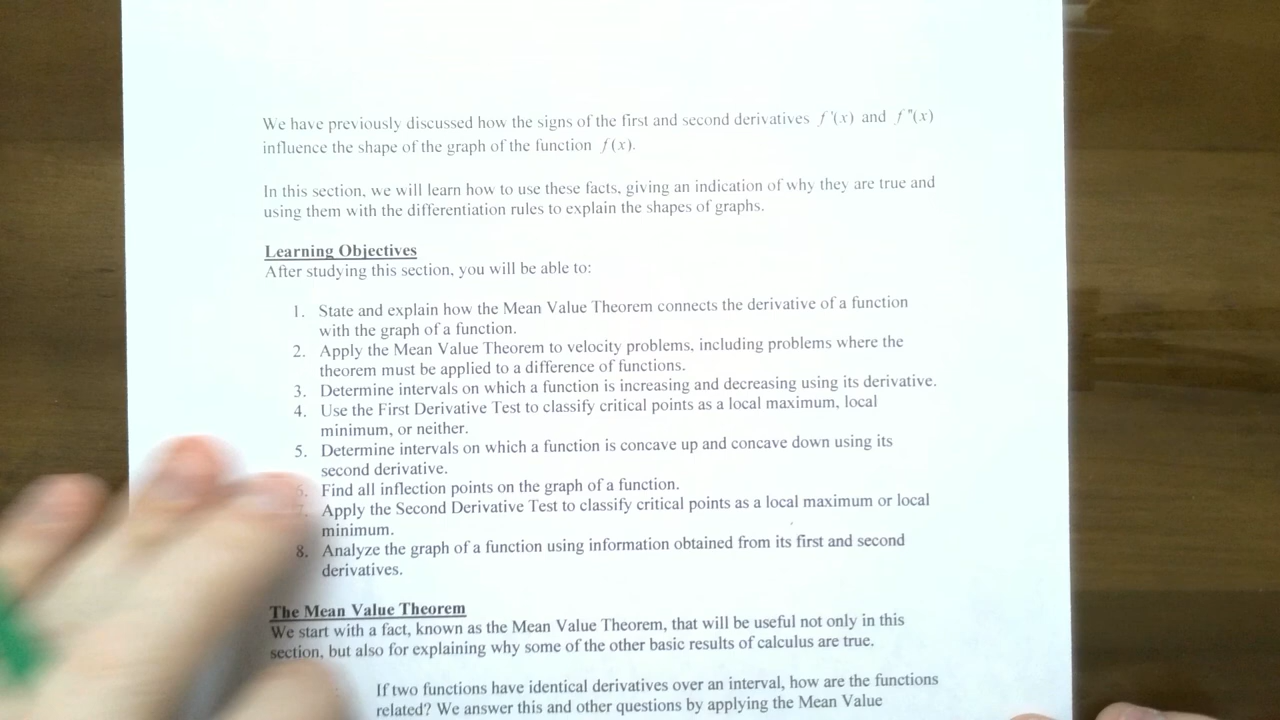 We have previously discussed how the signs of the first and second derivatives f '(x) and f "(x)
influence the shape of the graph of the function f(x).
In this section, we will learn how to use these facts, giving an indication of why they are true and
using them with the differentiation rules to explain the shapes of graphs.
Learning Objectives
After studying this section, you will be able to:
1. State and explain how the Mean Value Theorem connects the derivative of a function
with the graph of a function.
2. Apply the Mean Value Theorem to velocity problems, including problems where the
theorem must be applied to a difference of functions.
3. Determine intervals on which a function is increasing and decreasing using its derivative.
4. Use the First Derivative Test to classify critical points as a local maximum, local
minimum, or neither.
5. Determine intervals on which a function is concave up and concave down using its
second derivative.
6. Find all inflection points on the graph of a function.
Apply the Second Derivative Test to classify critical points as a local maximum or local
minimum.
8. Analyze the graph of a function using information obtained from its first and second
derivatives.
The Mean Value Theorem
We start with a fact, known as the Mean Value Theorem, that will be useful not only in this
section, but also for explaining why some of the other basic results of calculus are true.
If two functions have identical derivatives over an interval, how are the functions
related? We answer this and other questions by applying the Mean Value